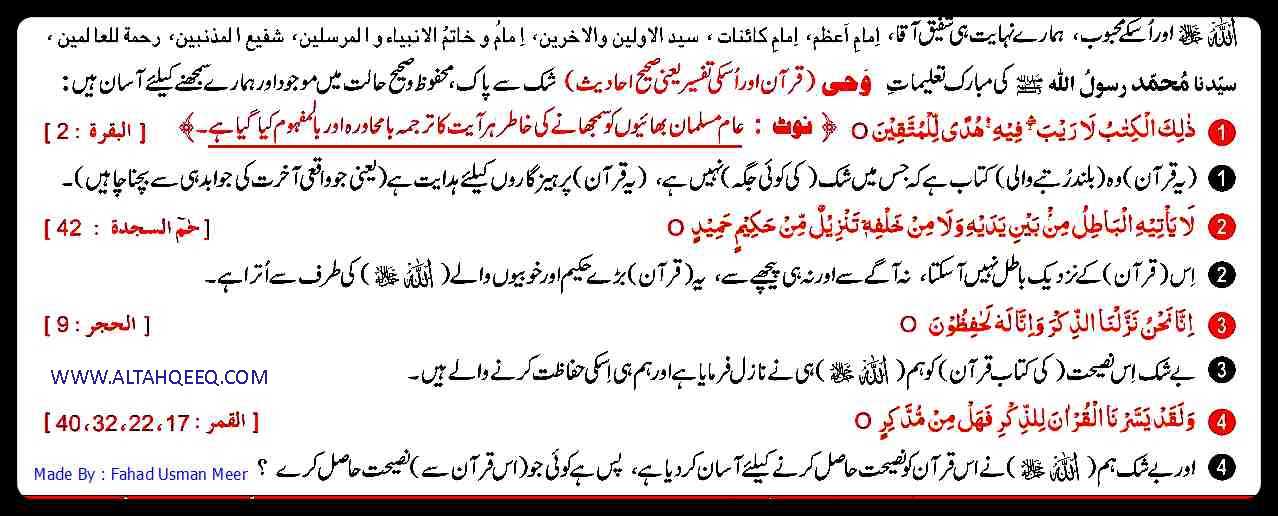 اللہ ﷻ اور اُسکے محبوب، ہمارے نہایت ہی شفیق آقا، اِمامِ اَعظم، اِمامِ کائنات، سید الاولین والاخرین، اِمامُ و خاتمُ الانبیاء و المرسلین، شفیع المذنبین، رحمۃ للعالمین،
سیّدنا مُحمّد رسولُ اللہ ﷺ کی مبارک تعلیماتِ وَحی (قرآن اور اُسکی تفسیر یعنی صحیح احادیث) شک سے پاک، محفوظ و صحیح حالت میں موجود اور ہمارے سمجھنے کیلئے آسان ہیں:
1 ذٰلِكَ الْكِتٰبُ لَا رَيْبَ ۛ فِيْهِ ۛ هُدًى لِّلْمُتَّقِيْنَ ○ ﴿ نوٹ : عام مسلمان بھائیوں کو سمجھانے کی خاطر ہر آیت کا ترجمہ بامحاورہ اور بالمفہوم کیا گیا ہے۔ ﴾ [ البقرة : 2 ]
1 (یہ قرآن) وہ (بلند رُتبے والی) کتاب ہے کہ جس میں شک (کی کوئی جگہ) نہیں ہے، (یہ قرآن) پرہیزگاروں کیلئے ہدایت ہے (یعنی جو واقعی آخرت کی جوابدہی سے بچنا چاہیں)۔
2 لَا يَأْتِيْهِ الْبَاطِلُ مِنْۢ بَيْنِ يَدَيْهِ وَلَا مِنْ خَلْفِهٖ ۭ تَنْزِيْلٌ مِّنْ حَكِيْمٍ حَمِيْدٍ ○ [ حٰمٓ السجدة : 42 ]
2 اِس (قرآن) کے نزدیک باطل نہیں آسکتا، نہ آگے سے اور نہ ہی پیچھے سے، یہ (قرآن) بڑے حکیم اور خوبیوں والے (اللہ ﷻ) کی طرف سے اُترا ہے۔
3 اِنَّا نَحْنُ نَزَّلْنَا الذِّكْرَ وَاِنَّا لَهٗ لَحٰفِظُوْنَ ○ [ الحجر : 9 ]
3 بے شک اِس نصیحت (کی کتاب قرآن) کو ہم (اللہ ﷻ) ہی نے نازل فرمایا ہے اور ہم ہی اِسکی حفاظت کرنے والے ہیں۔
WWW.ALTAHQEEQ.COM
4 وَلَقَدْ يَسَّرْنَا الْقُرْاٰنَ لِلذِّكْرِ فَهَلْ مِنْ مُّدَّكِرٍ ○ [ القمر : 17،22،32،40 ]
4 اور بے شک ہم (اللہ ﷻ) نے اس قرآن کو نصیحت حاصل کرنے کیلئے آسان کر دیا ہے، پس ہے کوئی جو (اس قرآن سے) نصیحت حاصل کرے ؟
Made By : Fahad Usman Meer